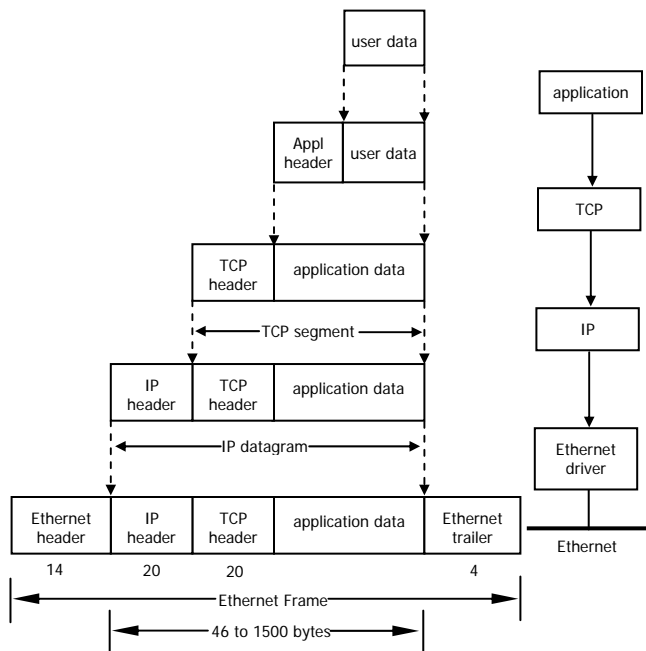 user data
application
Appl
header
user data
TCP
TCP
header
application data
TCP segment
IP
IP
header
TCP
header
application data
IP datagram
Ethernet
driver
Ethernet
header
IP
header
TCP
header
application data
Ethernet
trailer
Ethernet
14
20
20
4
Ethernet Frame
46 to 1500 bytes